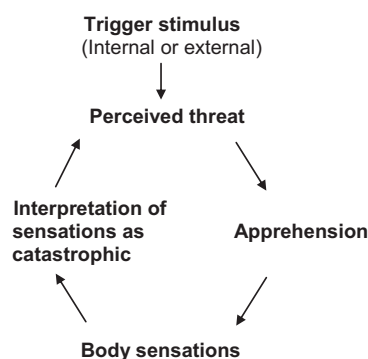 Trigger stimulus
(Internal or external)
Perceived threat
Interpretation of
sensations as
catastrophic
Apprehension
Body sensations